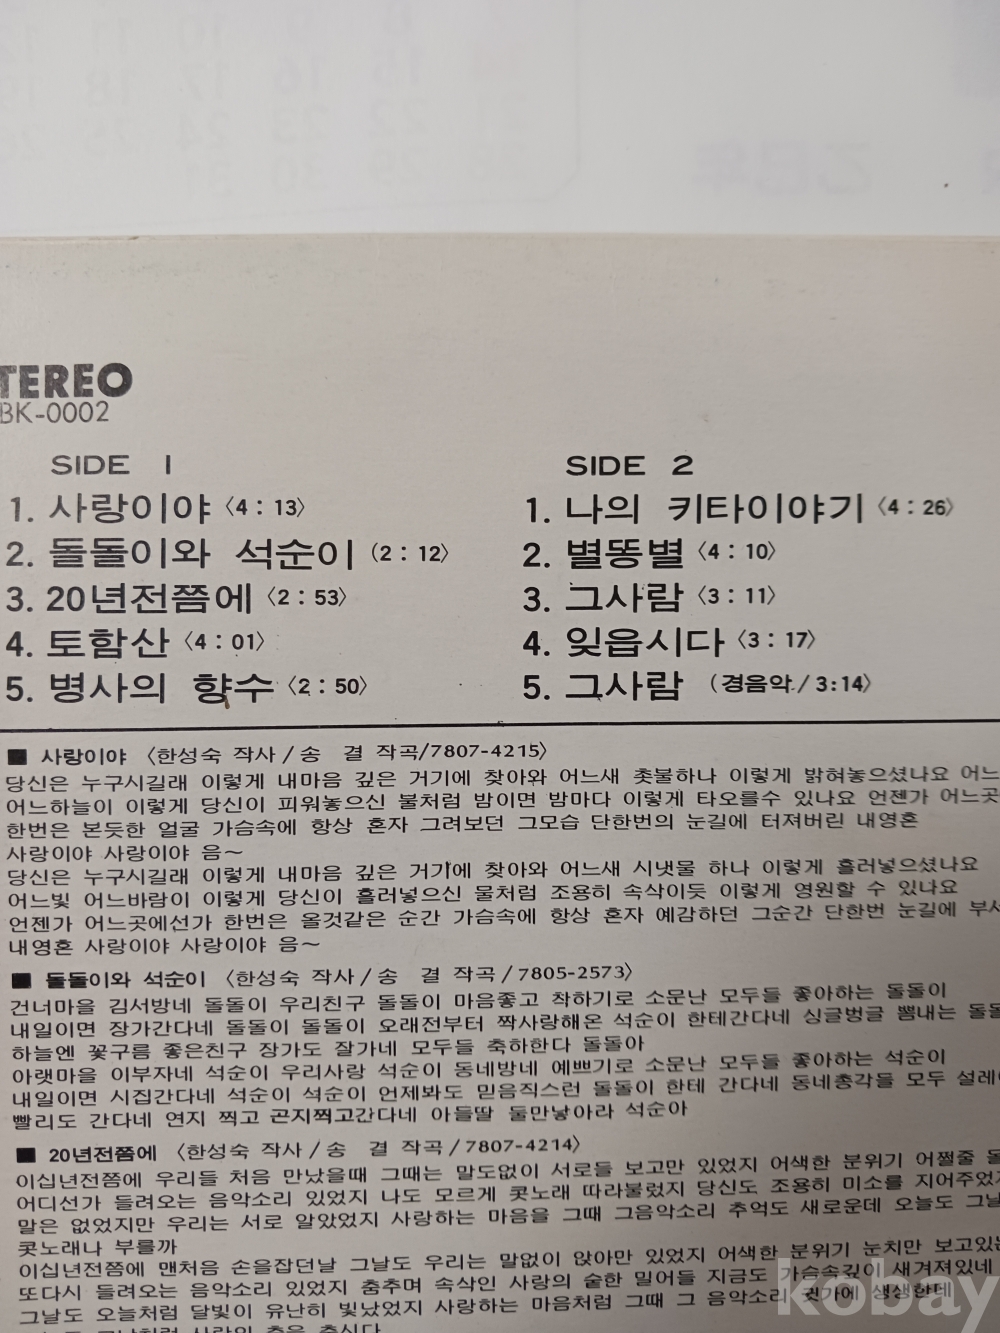 TEREO
BK-0002
SIDE 1
1. 사랑이야 〈4 : 13〉
2. 돌돌이와 석순이 (2 : 12)
3. 20년전쯤에 〈2 : 53〉
4. 토함산 〈4 : 01〉
5. 병사의 향수 〈2 : 50〉
SIDE 2
1. 나의 키타이야기 〈4 : 26〉
2. 별똥별 〈4 : 10〉
3. 그사람 〈3 : 11〉
4. 잊읍시다 〈3 : 17〉
5. 그사람 (경음악/3:14)
■ 사랑이야 〈한성숙 작사/송 결 작곡/7807-4215〉
당신은 누구시길래 이렇게 내마음 깊은 거기에 찾아와 어느새 촛불하나 이렇게 밝혀놓으셨나요 어느
어느하늘이 이렇게 당신이 피워놓으신 불처럼 밤이면 밤마다 이렇게 타오를수 있나요 언젠가 어느곳
한번은 본듯한 얼굴 가슴속에 항상 혼자 그려보던 그모습 단한번의 눈길에 터져버린 내영혼
사랑이야 사랑이야 음~
당신은 누구시길래 이렇게 내마음 깊은 거기에 찾아와 어느새 시냇물 하나 이렇게 흘러넣으셨나요
어느빛 어느바람이 이렇게 당신이 흘러넣으신 물처럼 조용히 속삭이듯 이렇게 영원할 수 있나요
언젠가 어느곳에선가 한번은 올것같은 순간 가슴속에 항상 혼자 예감하던 그순간 단한번 눈길에 부서
내영혼 사랑이야 사랑이야 음~
■ 돌돌이와 석순이 〈한성숙 작사/송 결 작곡/7805-2573〉
건너마을 김서방네 돌돌이 우리친구 돌돌이 마음좋고 착하기로 소문난 모두들 좋아하는 돌돌이
내일이면 장가간다네 돌돌이 돌돌이 오래전부터 짝사랑해온 석순이 한테간다네 싱글벙글 뽐내는 돌돌
하늘엔 꽃구름 좋은친구 장가도 잘가네 모두들 축하한다 돌돌아
아랫마을 이부자네 석순이 우리사랑 석순이 동네방네 예쁘기로 소문난 모두들 좋아하는 석순이
내일이면 시집간다네 석순이 석순이 언제봐도 믿음직스런 돌돌이 한테 간다네 동네총각들 모두 설레
빨리도 간다네 연지 찍고 곤지찍고간다네 아들딸 둘만낳아라 석순아
■ 20년전쯤에 〈한성숙 작사/송 결 작곡/7807-4214〉
이십년전쯤에 우리들 처음 만났을때 그때는 말도없이 서로들 보고만 있었지 어색한 분위기 어쩔줄 몰
어디선가 들려오는 음악소리 있었지 나도 모르게 콧노래 따라불렀지 당신도 조용히 미소를 지어주었지
말은 없었지만 우리는 서로 알았었지 사랑하는 마음을 그때 그음악소리 추억도 새로운데 오늘도 그날
콧노래나 부를까
이십년전쯤에 맨처음 손을잡던날 그날도 우리는 말없이 앉아만 있었지 어색한 분위기 눈치만 보고있는
또다시 들려오는 음악소리 있었지 춤추며 속삭인 사랑의 숱한 밀어들 지금도 가슴속깊이 새겨져있네
그날도 오늘처럼 달빛이 유난히 빛났었지 사랑하는 마음처럼 그때 그 음악소리 귓가에 생생한데
kobay